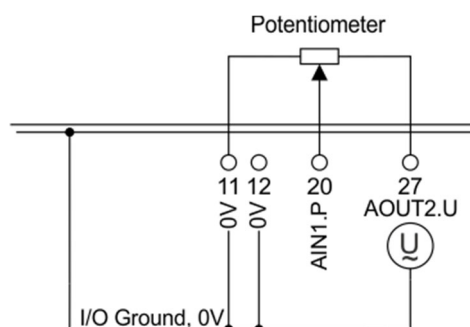 Potentiometer
11 12 20 27
0V 0V AIN1.P AOUT2.U
U
~
I/O Ground, 0V